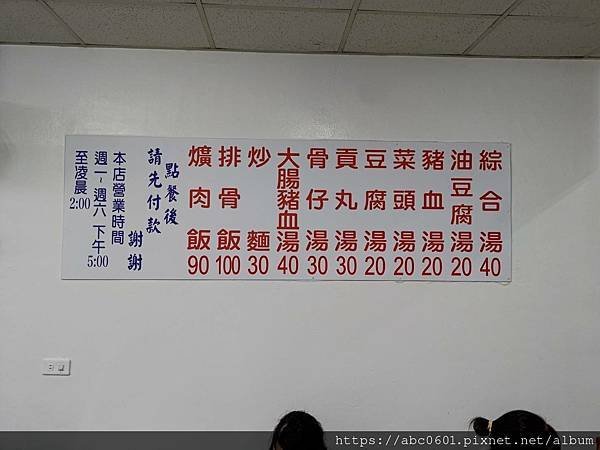 綜合湯40
油豆腐湯20
豬血湯20
菜頭湯20
豆腐湯20
貢丸湯30
骨仔湯30
大腸豬血湯40
炒麵30
排骨飯100
爌肉飯90
點餐後
請先付款
謝謝
本店營業時間
週一~週六 下午5:00
至凌晨2:00
https://abc0601.pixnet.net/album